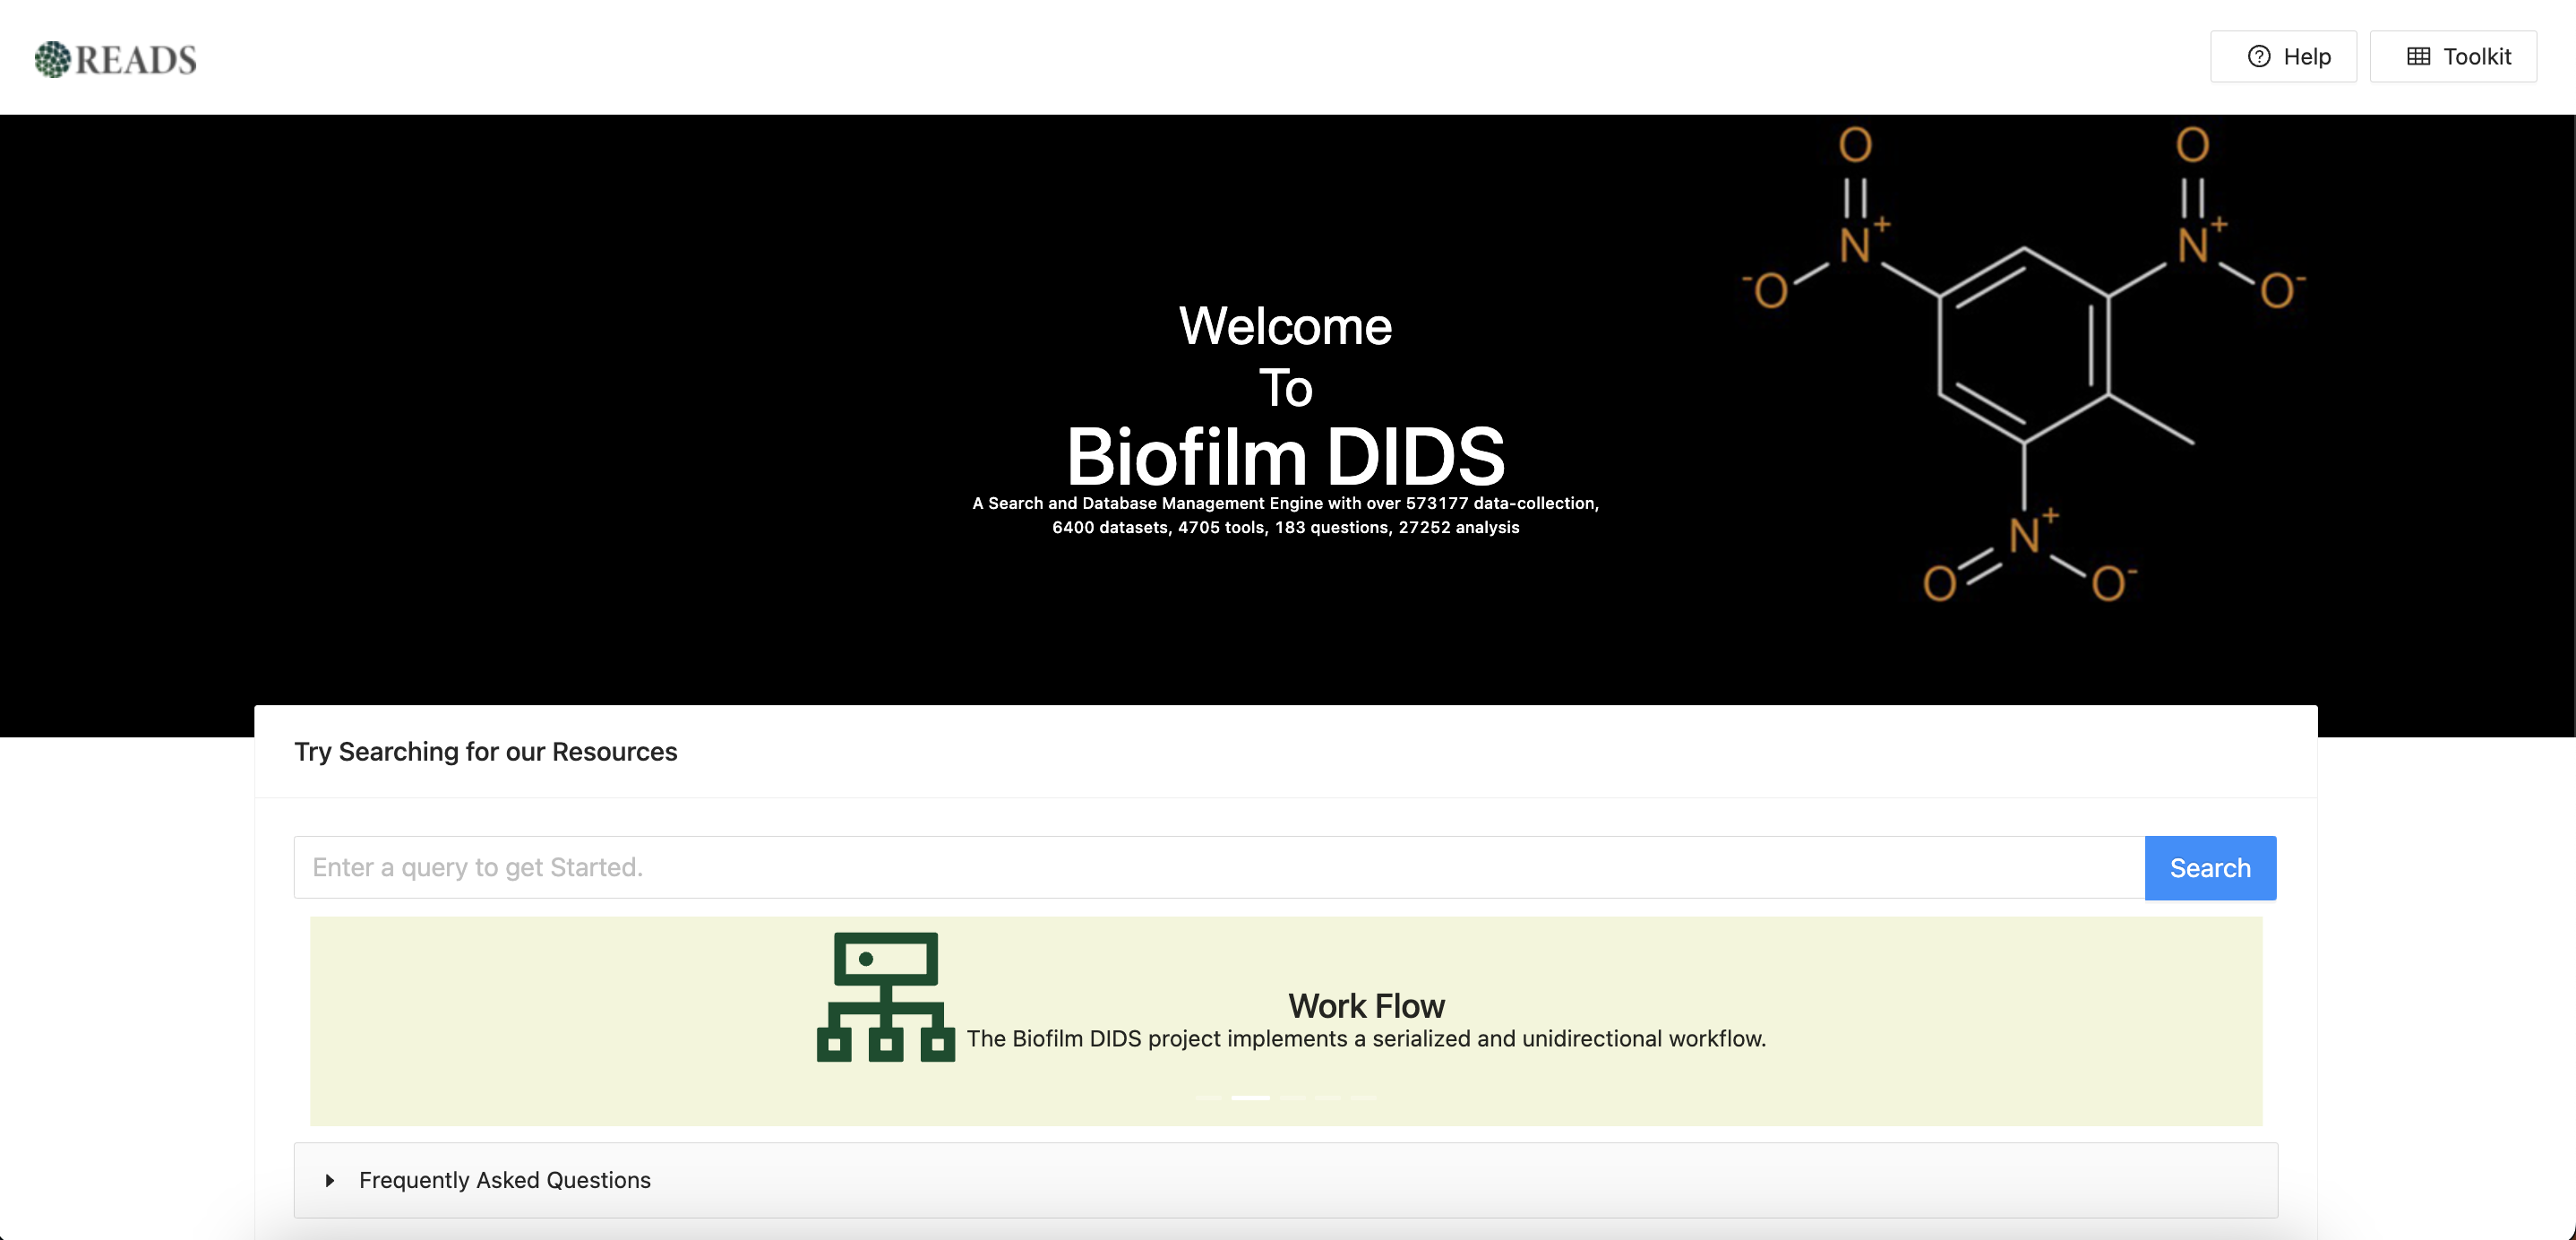 READS
Help
Toolkit
O O
N+ N+
-O O-
Welcome
To
Biofilm DIDS
A Search and Database Management Engine with over 573177 data-collection,
6400 datasets, 4705 tools, 183 questions, 27252 analysis
N+
O O-
Try Searching for our Resources
Enter a query to get Started.
Search
Work Flow
The Biofilm DIDS project implements a serialized and unidirectional workflow.
Frequently Asked Questions